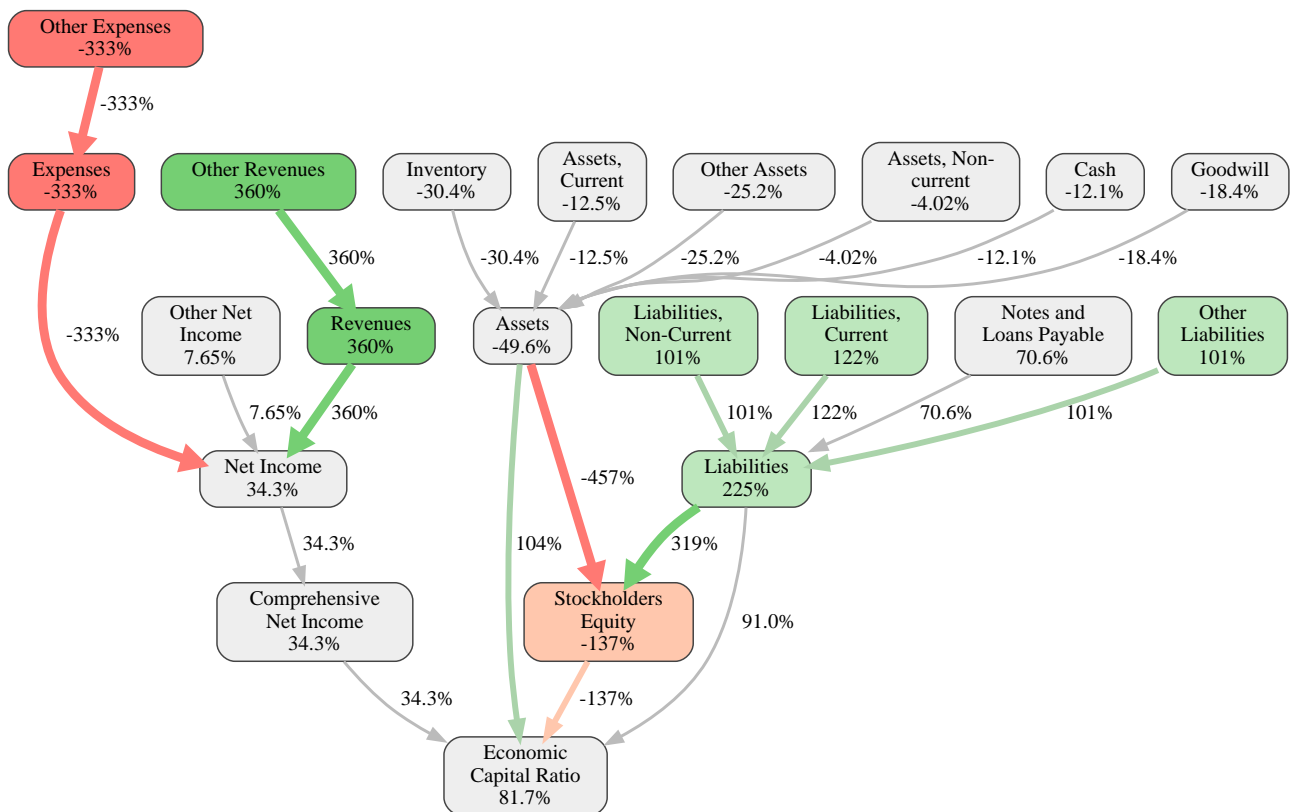 Other Expenses
-333%
-333%
Expenses
-333%
Other Revenues
360%
Inventory
-30.4%
Assets,
Current
-12.5%
Other Assets
-25.2%
Assets, Non-
current
-4.02%
Cash
-12.1%
Goodwill
-18.4%
360%
-30.4%
-12.5%
-25.2%
-4.02%
-12.1%
-18.4%
-333%
Other Net
Income
7.65%
Revenues
360%
Assets
-49.6%
Liabilities,
Non-Current
101%
Liabilities,
Current
122%
Notes and
Loans Payable
70.6%
Other
Liabilities
101%
7.65%
360%
101%
122%
70.6%
101%
Net Income
34.3%
-457%
Liabilities
225%
34.3%
104%
319%
Comprehensive
Net Income
34.3%
Stockholders
Equity
-137%
91.0%
34.3%
-137%
Economic
Capital Ratio
81.7%